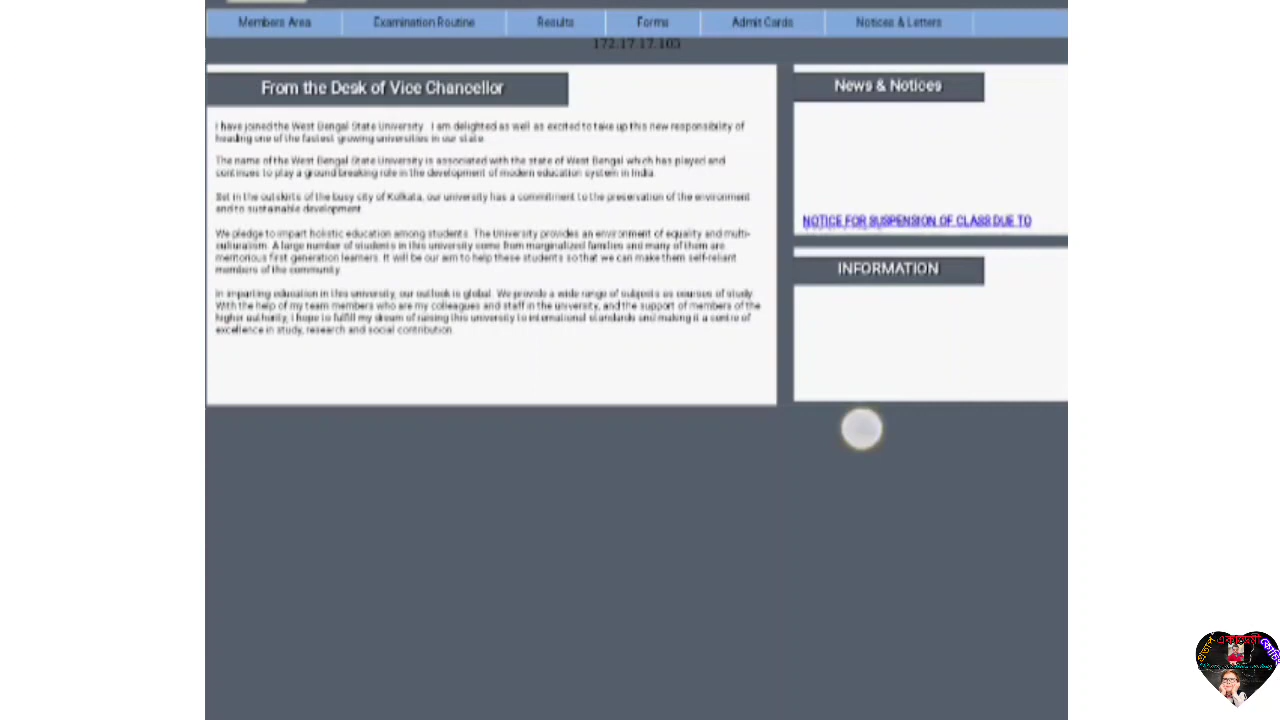 Members Area
Examination Routine
Results
Forms
Admit Cards
Notices & Letters
172.17.17.103
From the Desk of Vice Chancellor
I have joined the West Bengal State University . I am delighted as well as excited to take up this new responsibility of
heading one of the fastest growing universities in our state.
The name of the West Bengal State University is associated with the state of West Bengal which has played and
continues to play a ground breaking role in the development of modern education system in India.
Set in the outskirts of the busy city of Kolkata, our university has a commitment to the preservation of the environment
and to sustainable development
We pledge to impart holistic education among students. The University provides an environment of equality and multi-
culturalism. A large number of students in this university come from marginalized families and many of them are
meritorious first generation learners. It will be our aim to help these students so that we can make them self-reliant
members of the community.
In imparting education in this university, our outlook is global. We provide a wide range of subjects as courses of study.
With the help of my team members who are my colleagues and staff in the university, and the support of members of the
higher authority, I hope to fulfill my dream of raising this university to international standards and making it a centre of
excellence in study, research and social contribution.
News & Notices
NOTICE FOR SUSPENSION OF CLASS DUE TO
INFORMATION